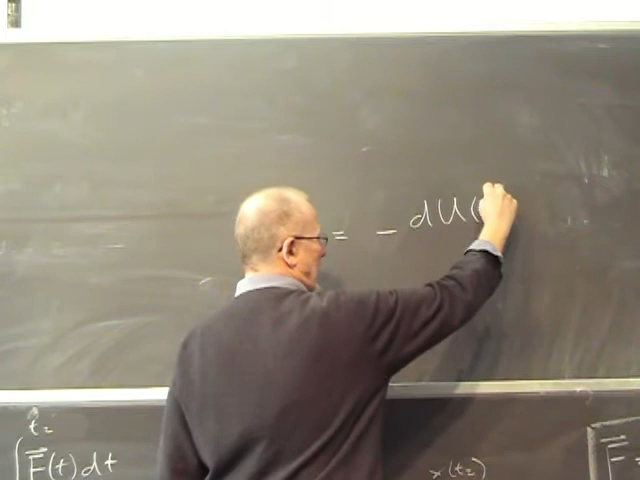 = - dU(
t₂
∫ F⃗(t)dt
x(t₂)
F⃗ =